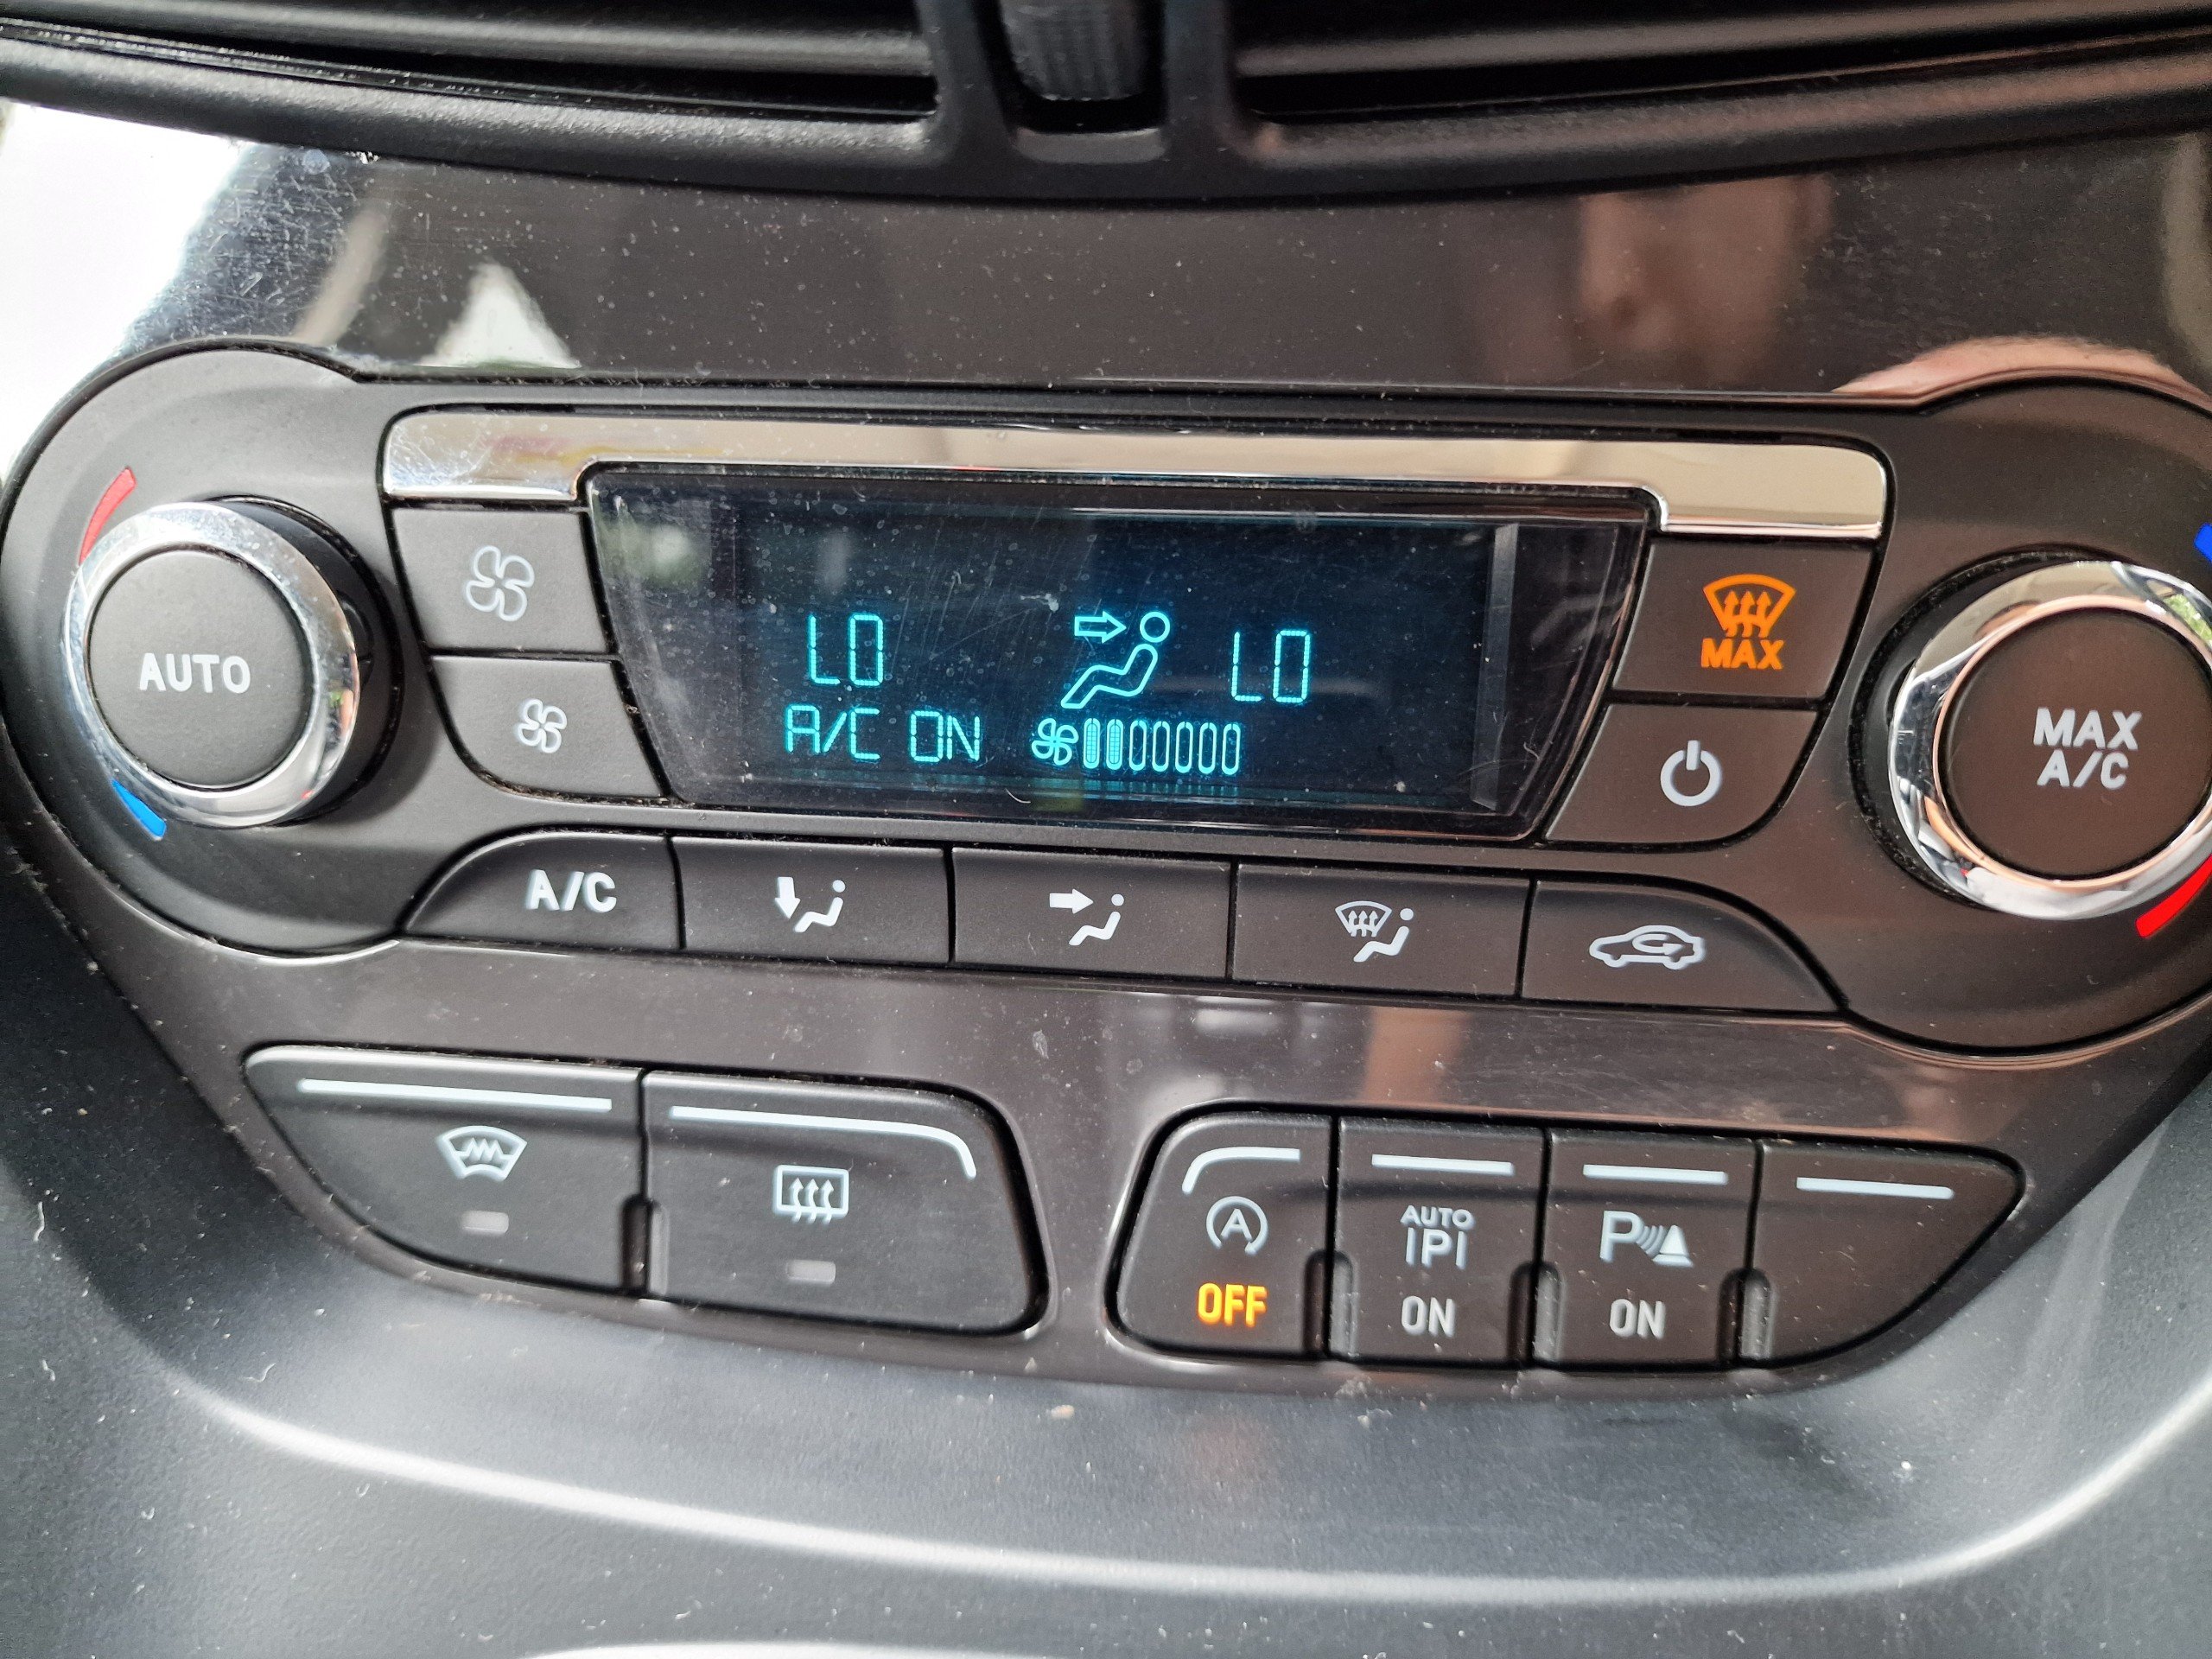 AUTO
LO
LO
A/C ON
MAX
MAX
A/C
A/C
A
OFF
AUTO
|P|
ON
P
ON